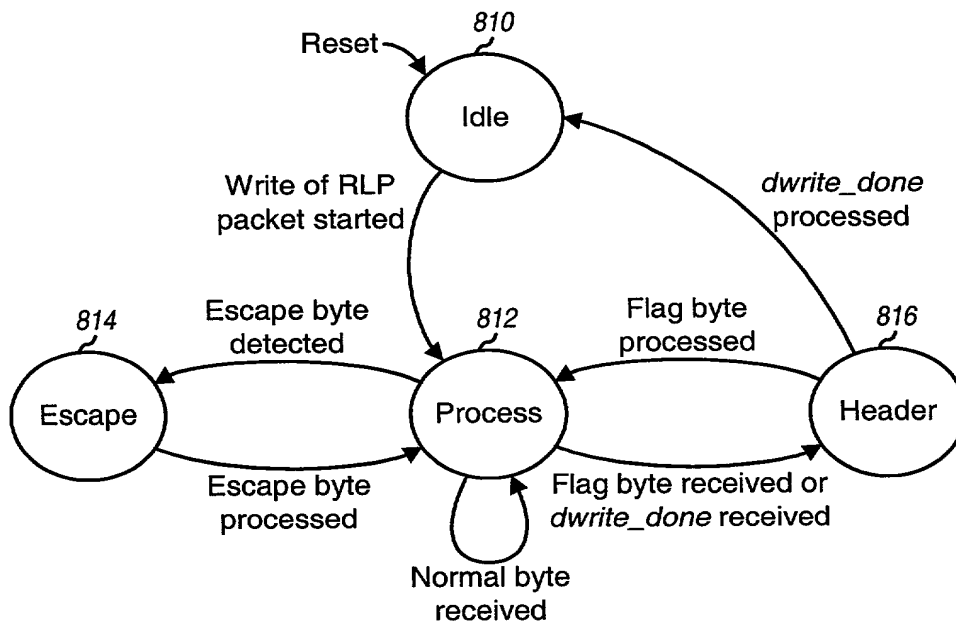 810
Reset
Idle
Write of RLP
packet started
dwrite_done
processed
814
Escape byte
detected
812
Flag byte
processed
816
Escape
Process
Header
Escape byte
processed
Flag byte received or
dwrite_done received
Normal byte
received